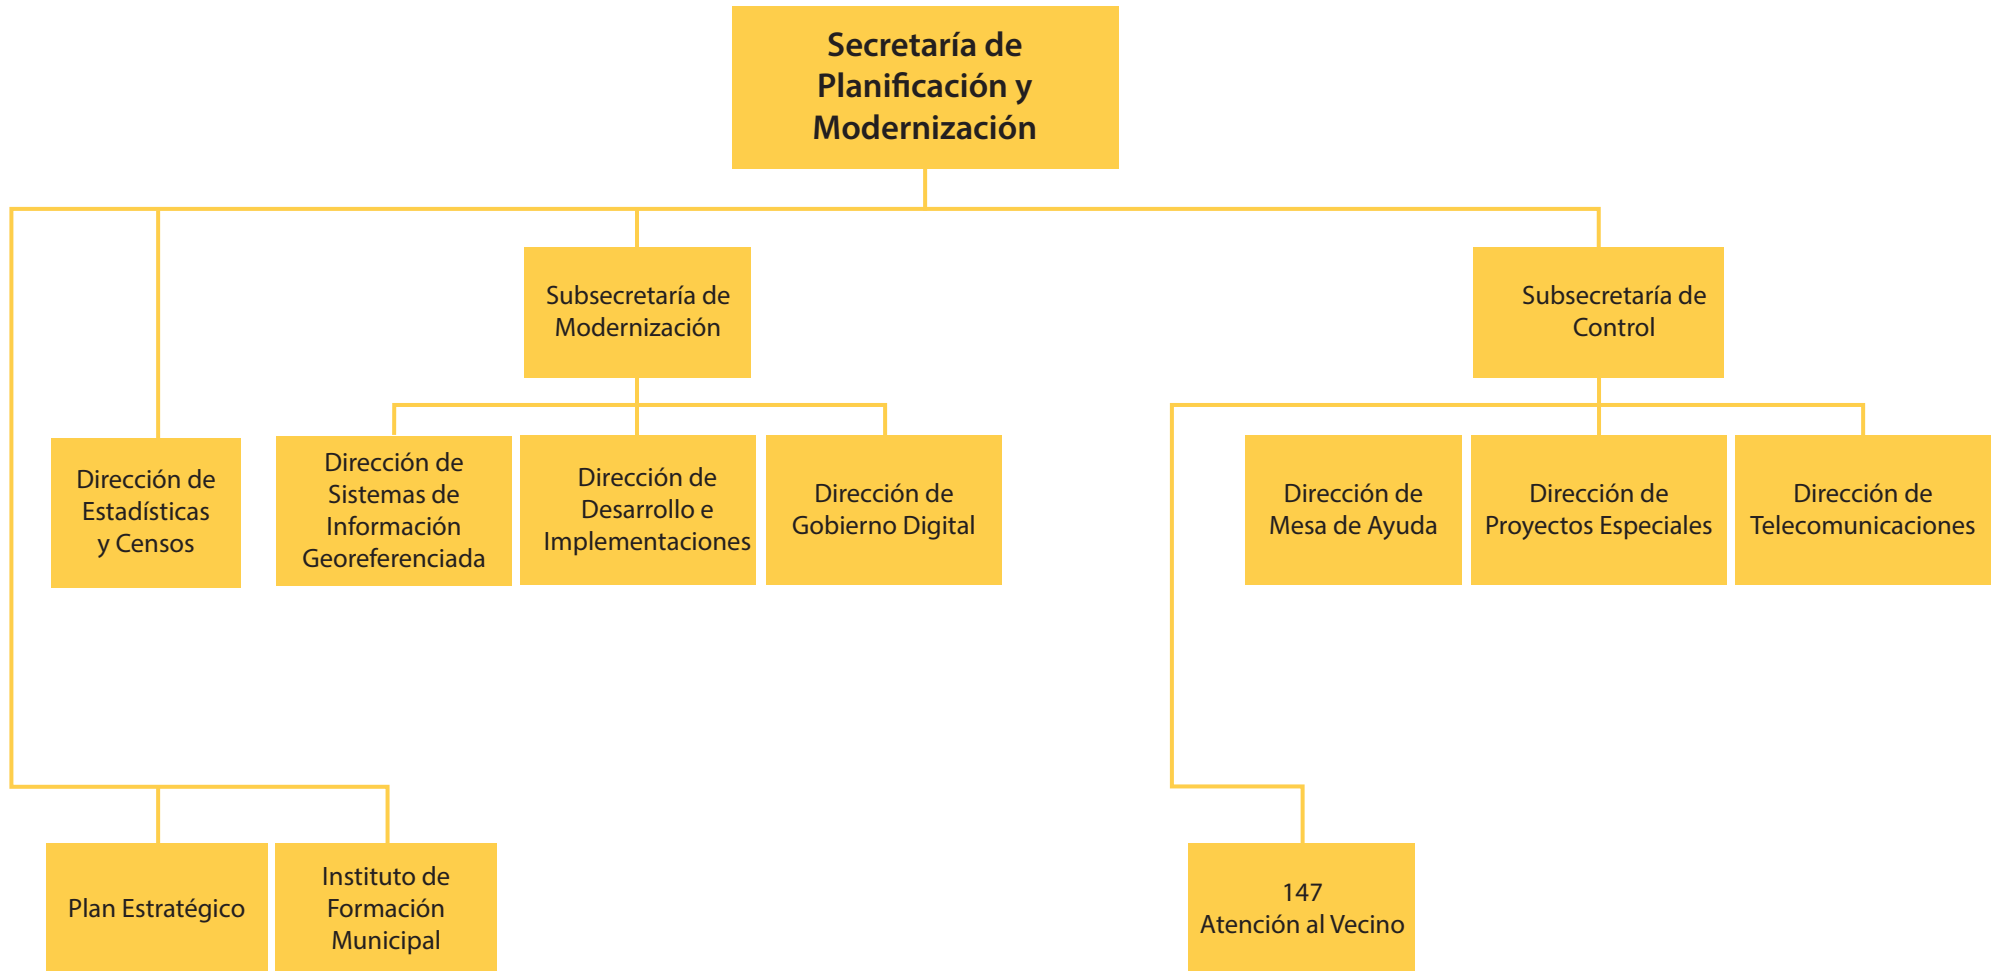 Secretaría de
Planificación y
Modernización
Subsecretaría de
Modernización
Subsecretaría de
Control
Dirección de
Estadísticas
y Censos
Dirección de
Sistemas de
Información
Georeferenciada
Dirección de
Desarrollo e
Implementaciones
Dirección de
Gobierno Digital
Dirección de
Mesa de Ayuda
Dirección de
Proyectos Especiales
Dirección de
Telecomunicaciones
Plan Estratégico
Instituto de
Formación
Municipal
147
Atención al Vecino